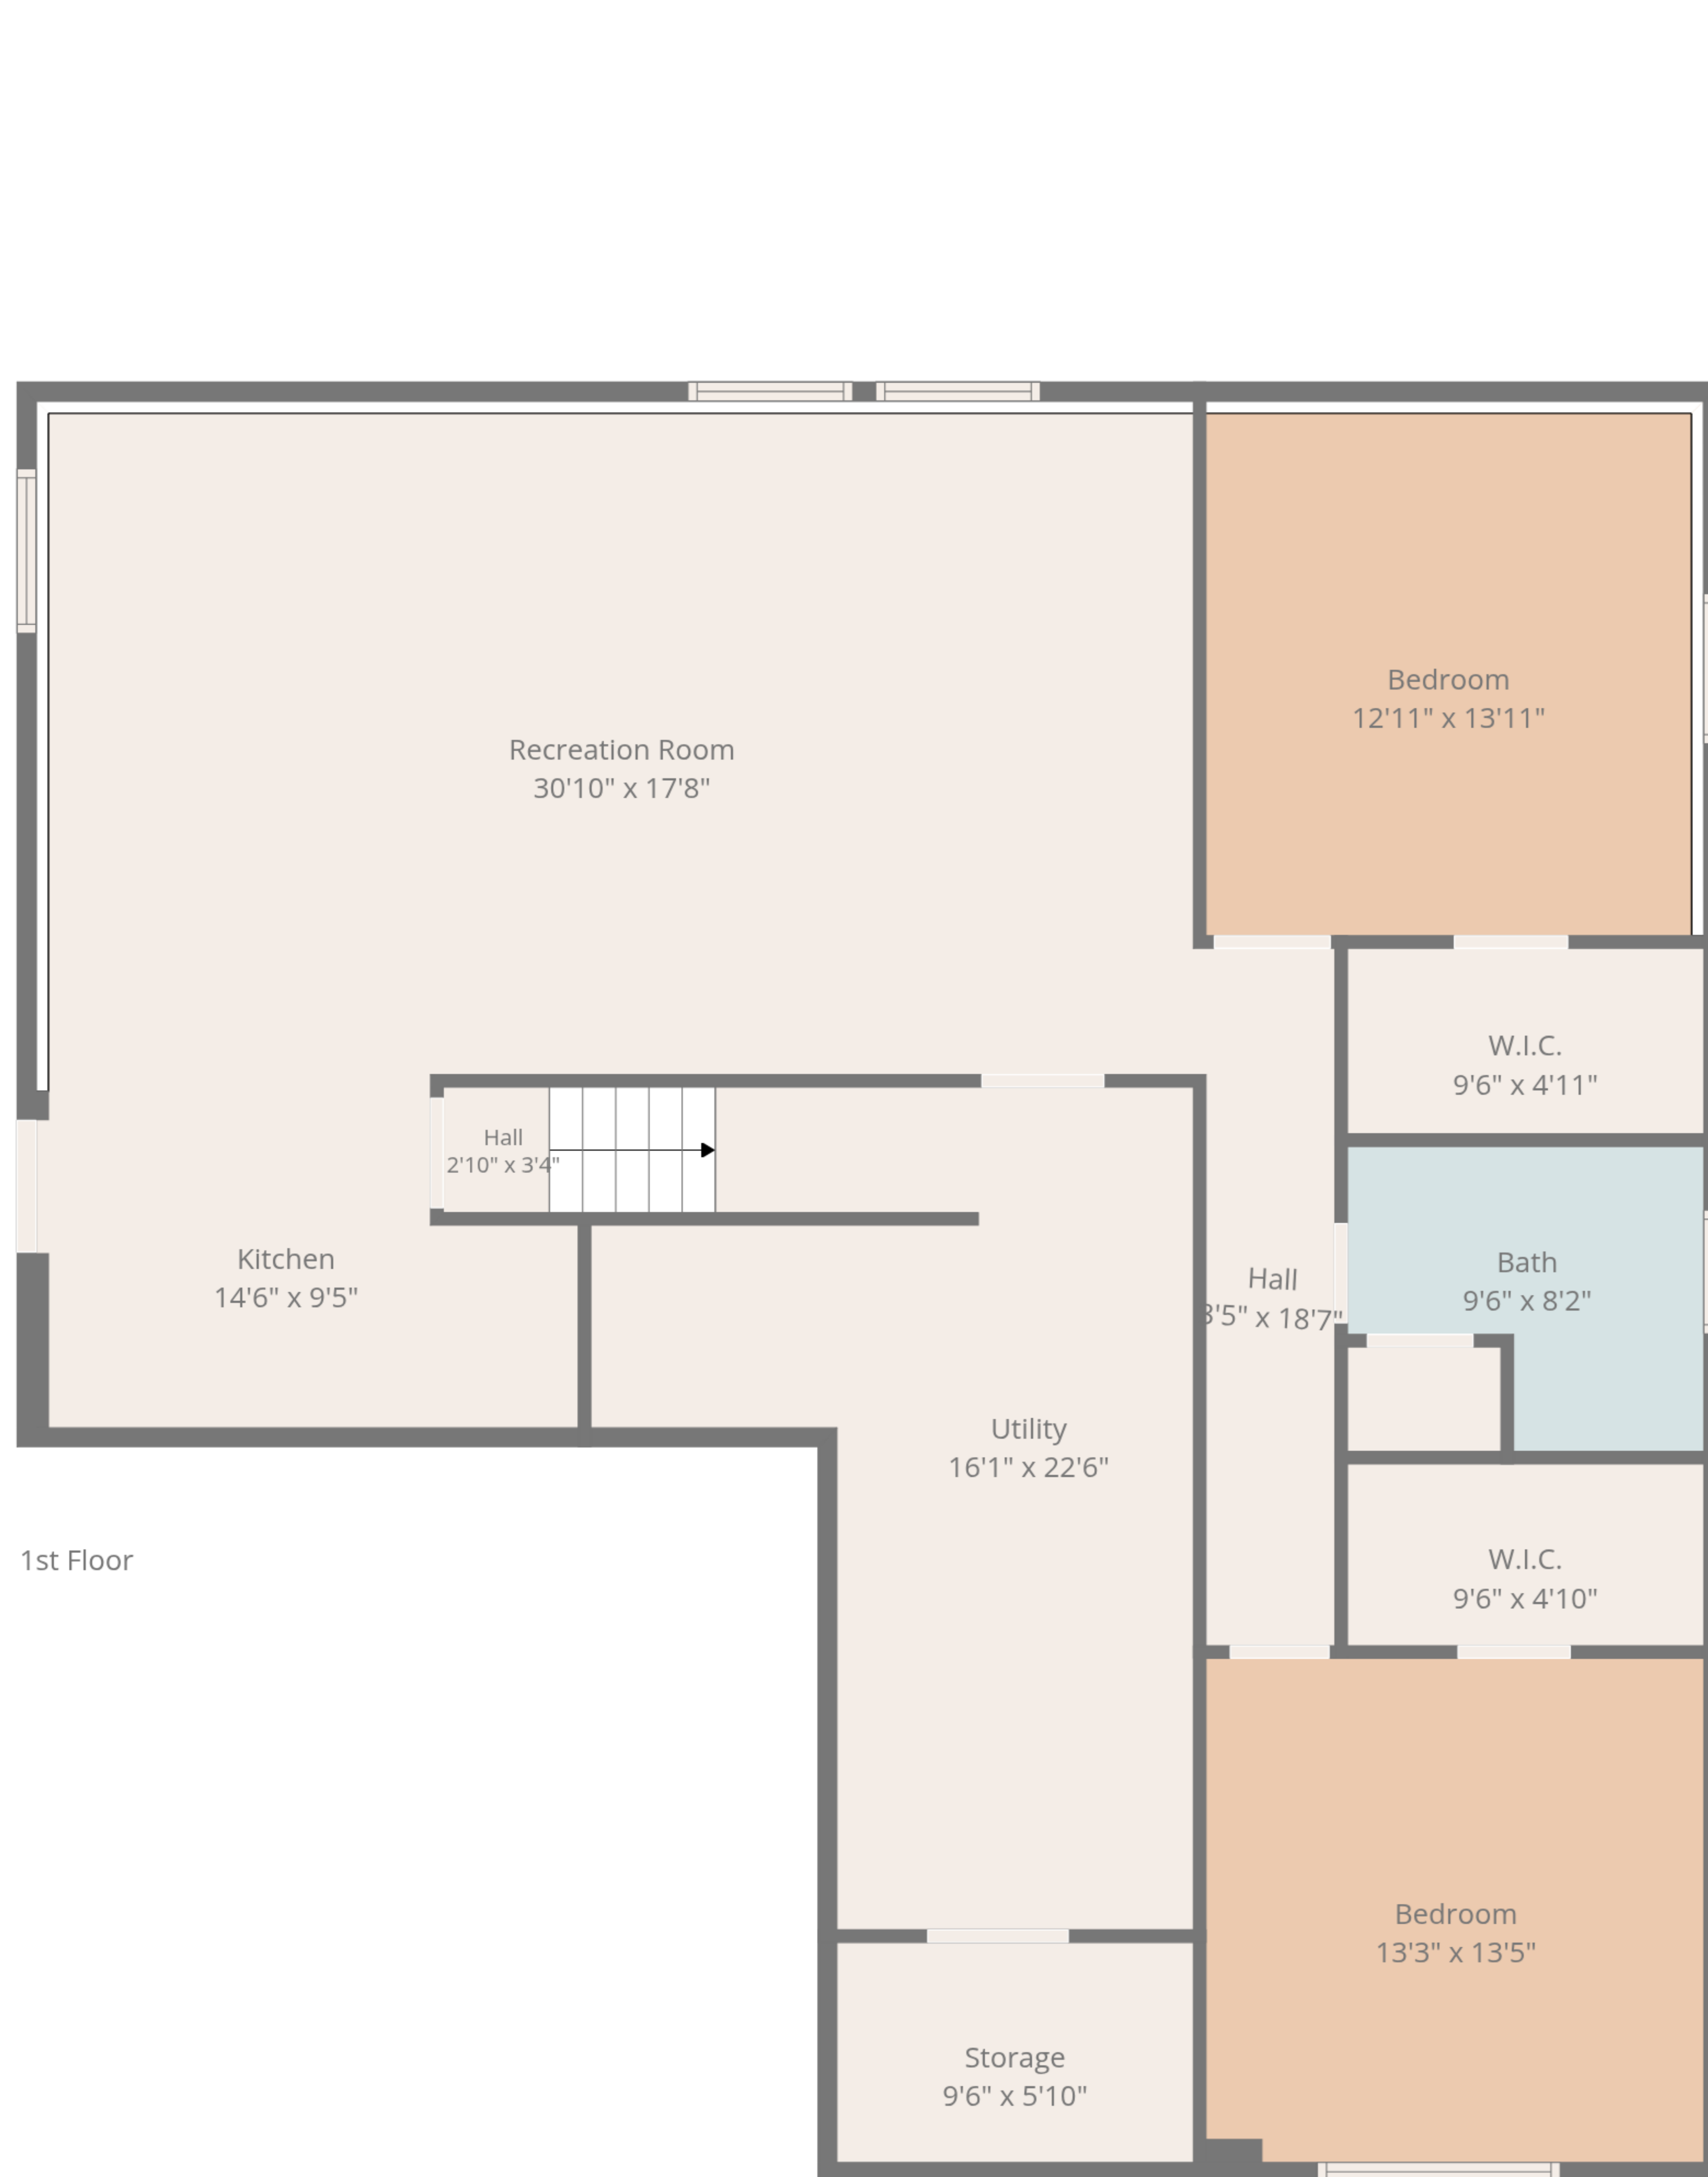 Bedroom
12'11" x 13'11"
Recreation Room
30'10" x 17'8"
W.I.C.
9'6" x 4'11"
Hall
2'10" x 3'4"
Kitchen
14'6" x 9'5"
Hall
3'5" x 18'7"
Bath
9'6" x 8'2"
Utility
16'1" x 22'6"
1st Floor
W.I.C.
9'6" x 4'10"
Bedroom
13'3" x 13'5"
Storage
9'6" x 5'10"